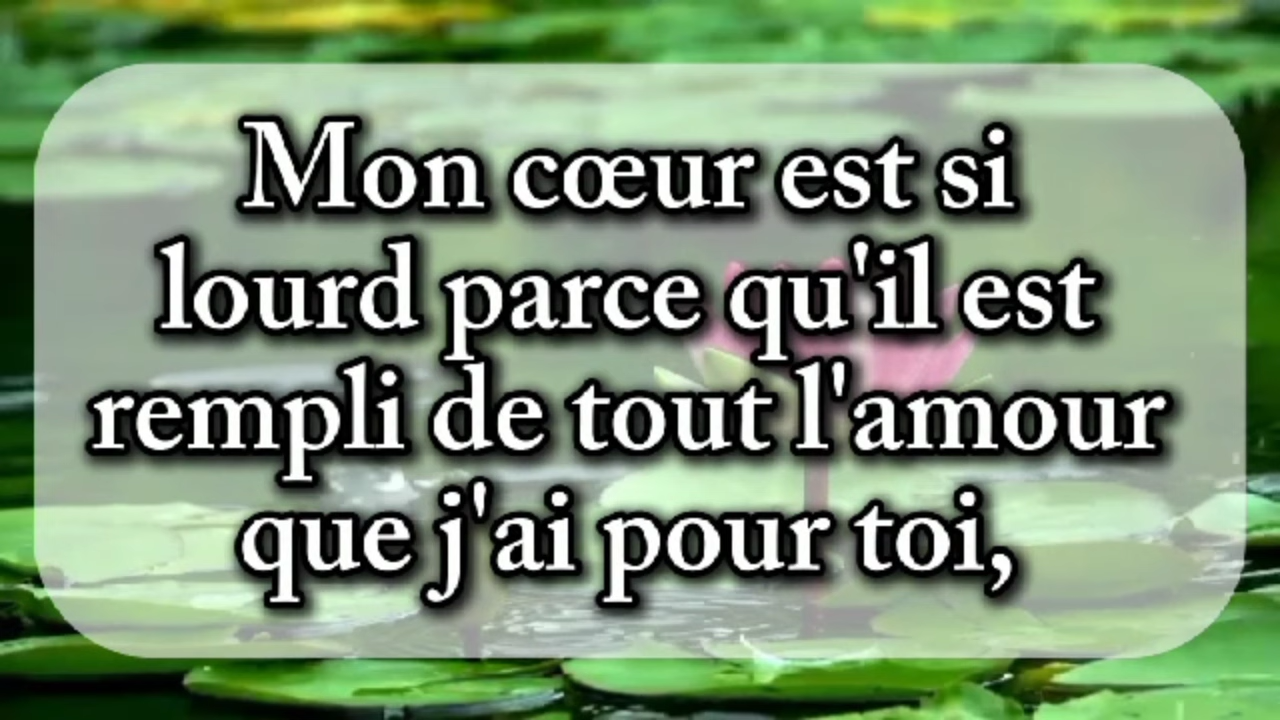 Mon cœur est si
lourd parce qu'il est
rempli de tout l'amour
que j'ai pour toi,